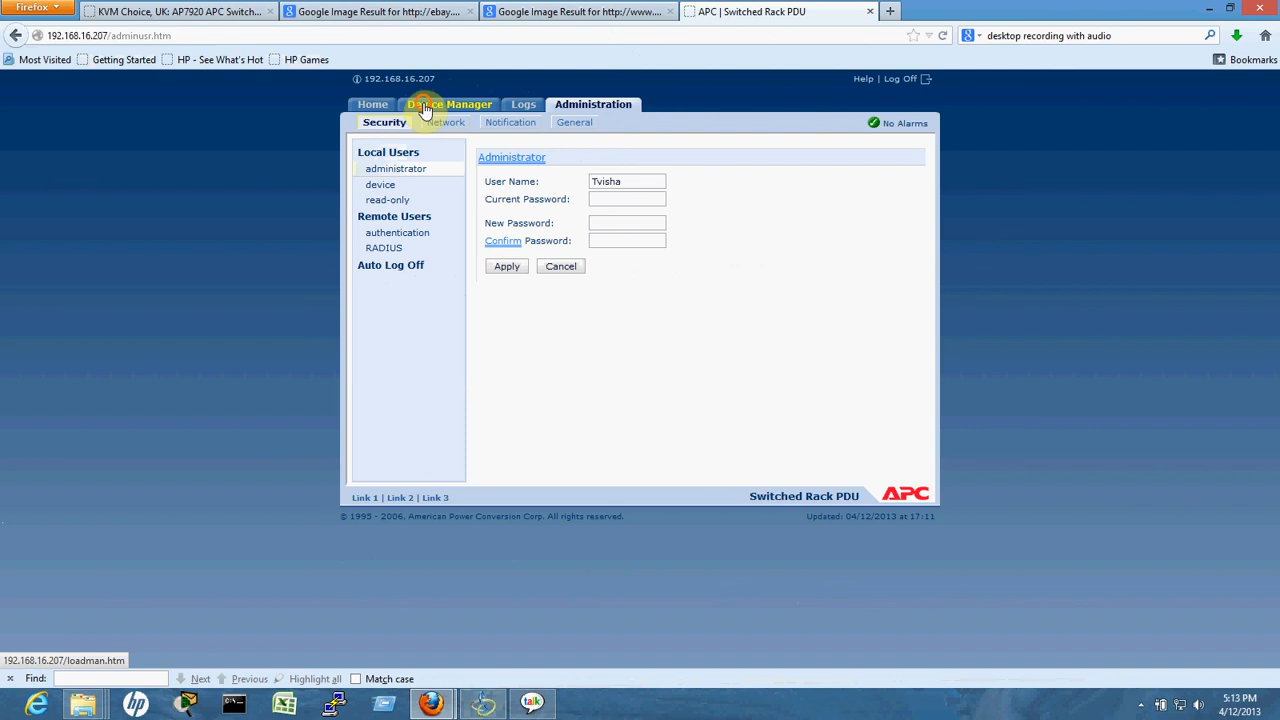 Firefox
KVM Choice, UK: AP7920 APC Switch...
Google Image Result for http://ebay....
Google Image Result for http://www....
APC | Switched Rack PDU
192.168.16.207/adminusr.htm
desktop recording with audio
Most Visited
Getting Started
HP - See What's Hot
HP Games
Bookmarks
192.168.16.207
Help | Log Off
Home
Device Manager
Logs
Administration
Security
Network
Notification
General
No Alarms
Local Users
administrator
device
read-only
Remote Users
authentication
RADIUS
Auto Log Off
Administrator
User Name: Tvisha
Current Password:
New Password:
Confirm Password:
Apply
Cancel
Link 1 | Link 2 | Link 3
Switched Rack PDU
APC
© 1995 - 2006, American Power Conversion Corp. All rights reserved.
Updated: 04/12/2013 at 17:11
192.168.16.207/loadman.htm
Find:
Next
Previous
Highlight all
Match case
hp
talk
5:13 PM
4/12/2013